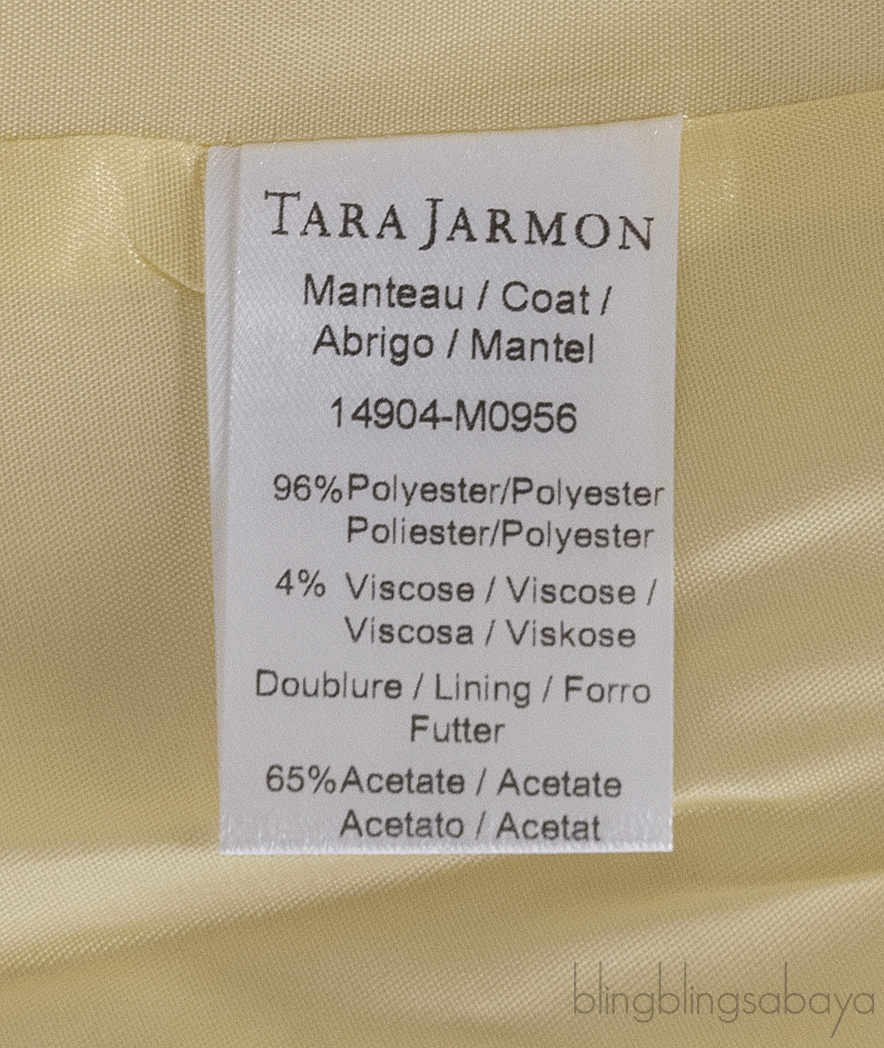 TARA JARMON
Manteau / Coat /
Abrigo / Mantel
14904-M0956
96%Polyester/Polyester
Poliester/Polyester
4% Viscose / Viscose /
Viscosa / Viskose
Doublure / Lining / Forro
Futter
65%Acetate / Acetate
Acetato / Acetat
blingblingsabaya